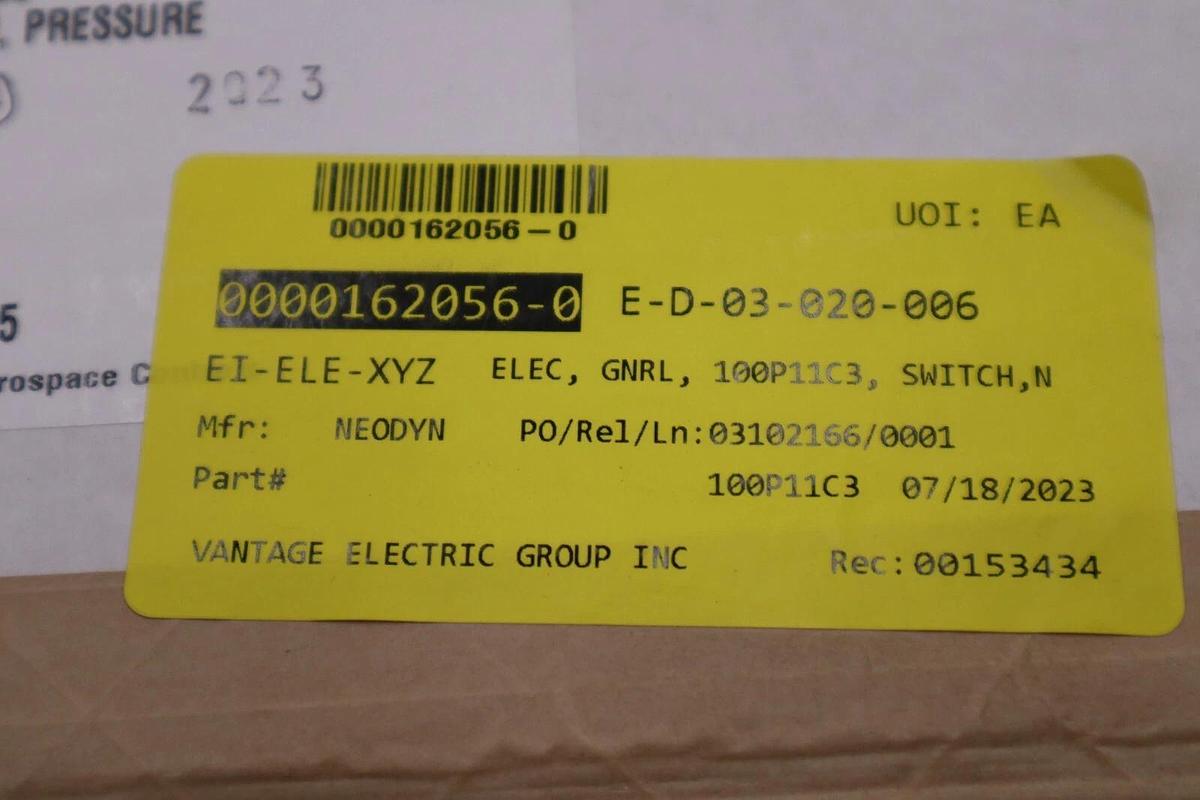 , PRESSURE
2023
0000162056-0
UOI: EA
0000162056-0 E-D-03-020-006
5
rospace
EI-ELE-XYZ ELEC, GNRL, 100P11C3, SWITCH,N
Mfr: NEODYN PO/Rel/Ln:03102166/0001
Part# 100P11C3 07/18/2023
VANTAGE ELECTRIC GROUP INC Rec:00153434